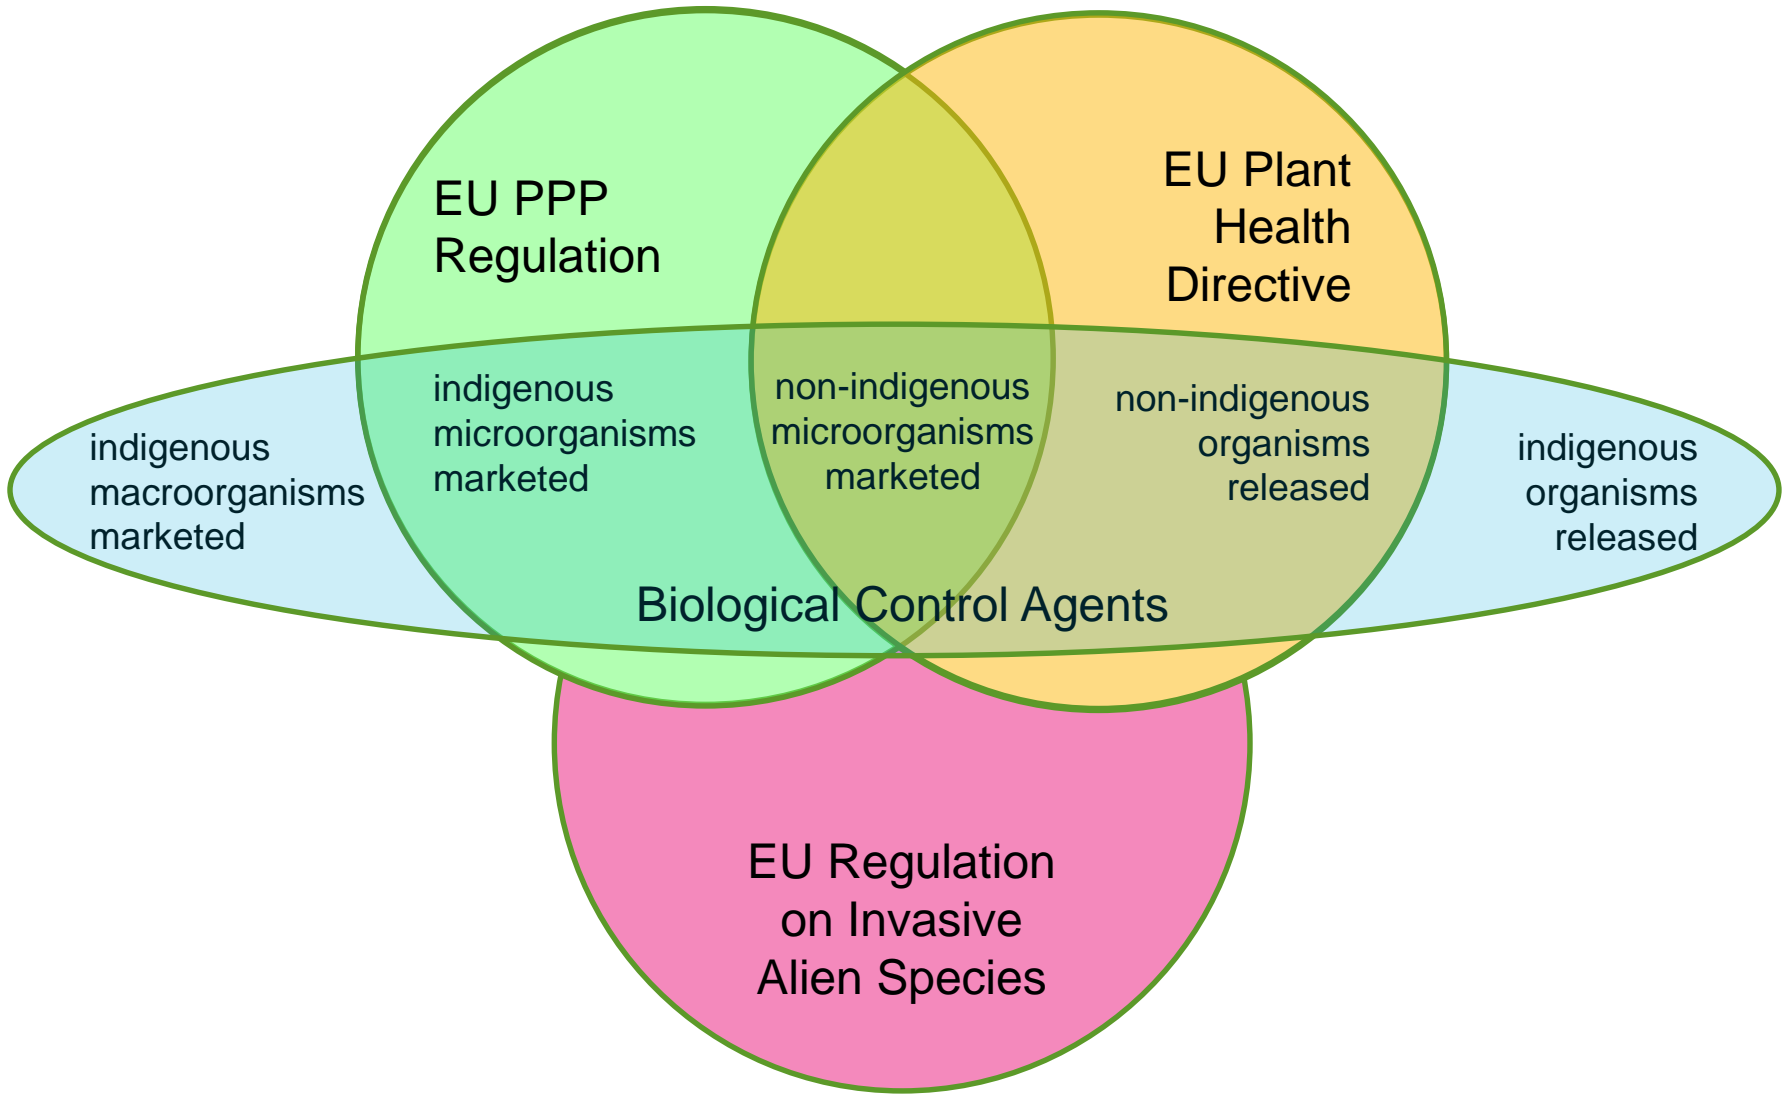 EU PPP
Regulation
EU Plant
Health
Directive
indigenous
macroorganisms
marketed
indigenous
microorganisms
marketed
non-indigenous
microorganisms
marketed
non-indigenous
organisms
released
indigenous
organisms
released
Biological Control Agents
EU Regulation
on Invasive
Alien Species